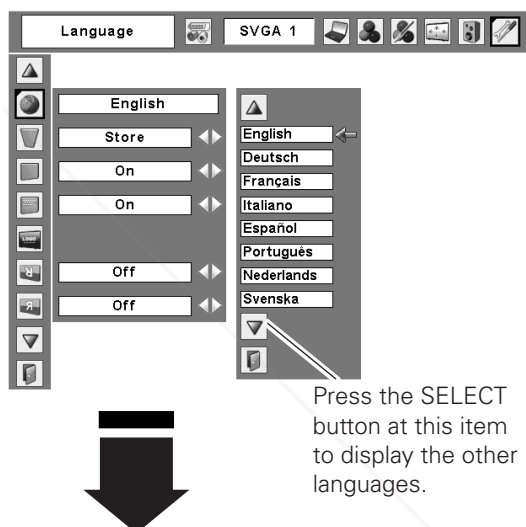 Language
SVGA 1
English
Store
On
On
LOGO
R
R
Off
Off
English
Deutsch
Français
Italiano
Español
Português
Nederlands
Svenska
Press the SELECT
button at this item
to display the other
languages.